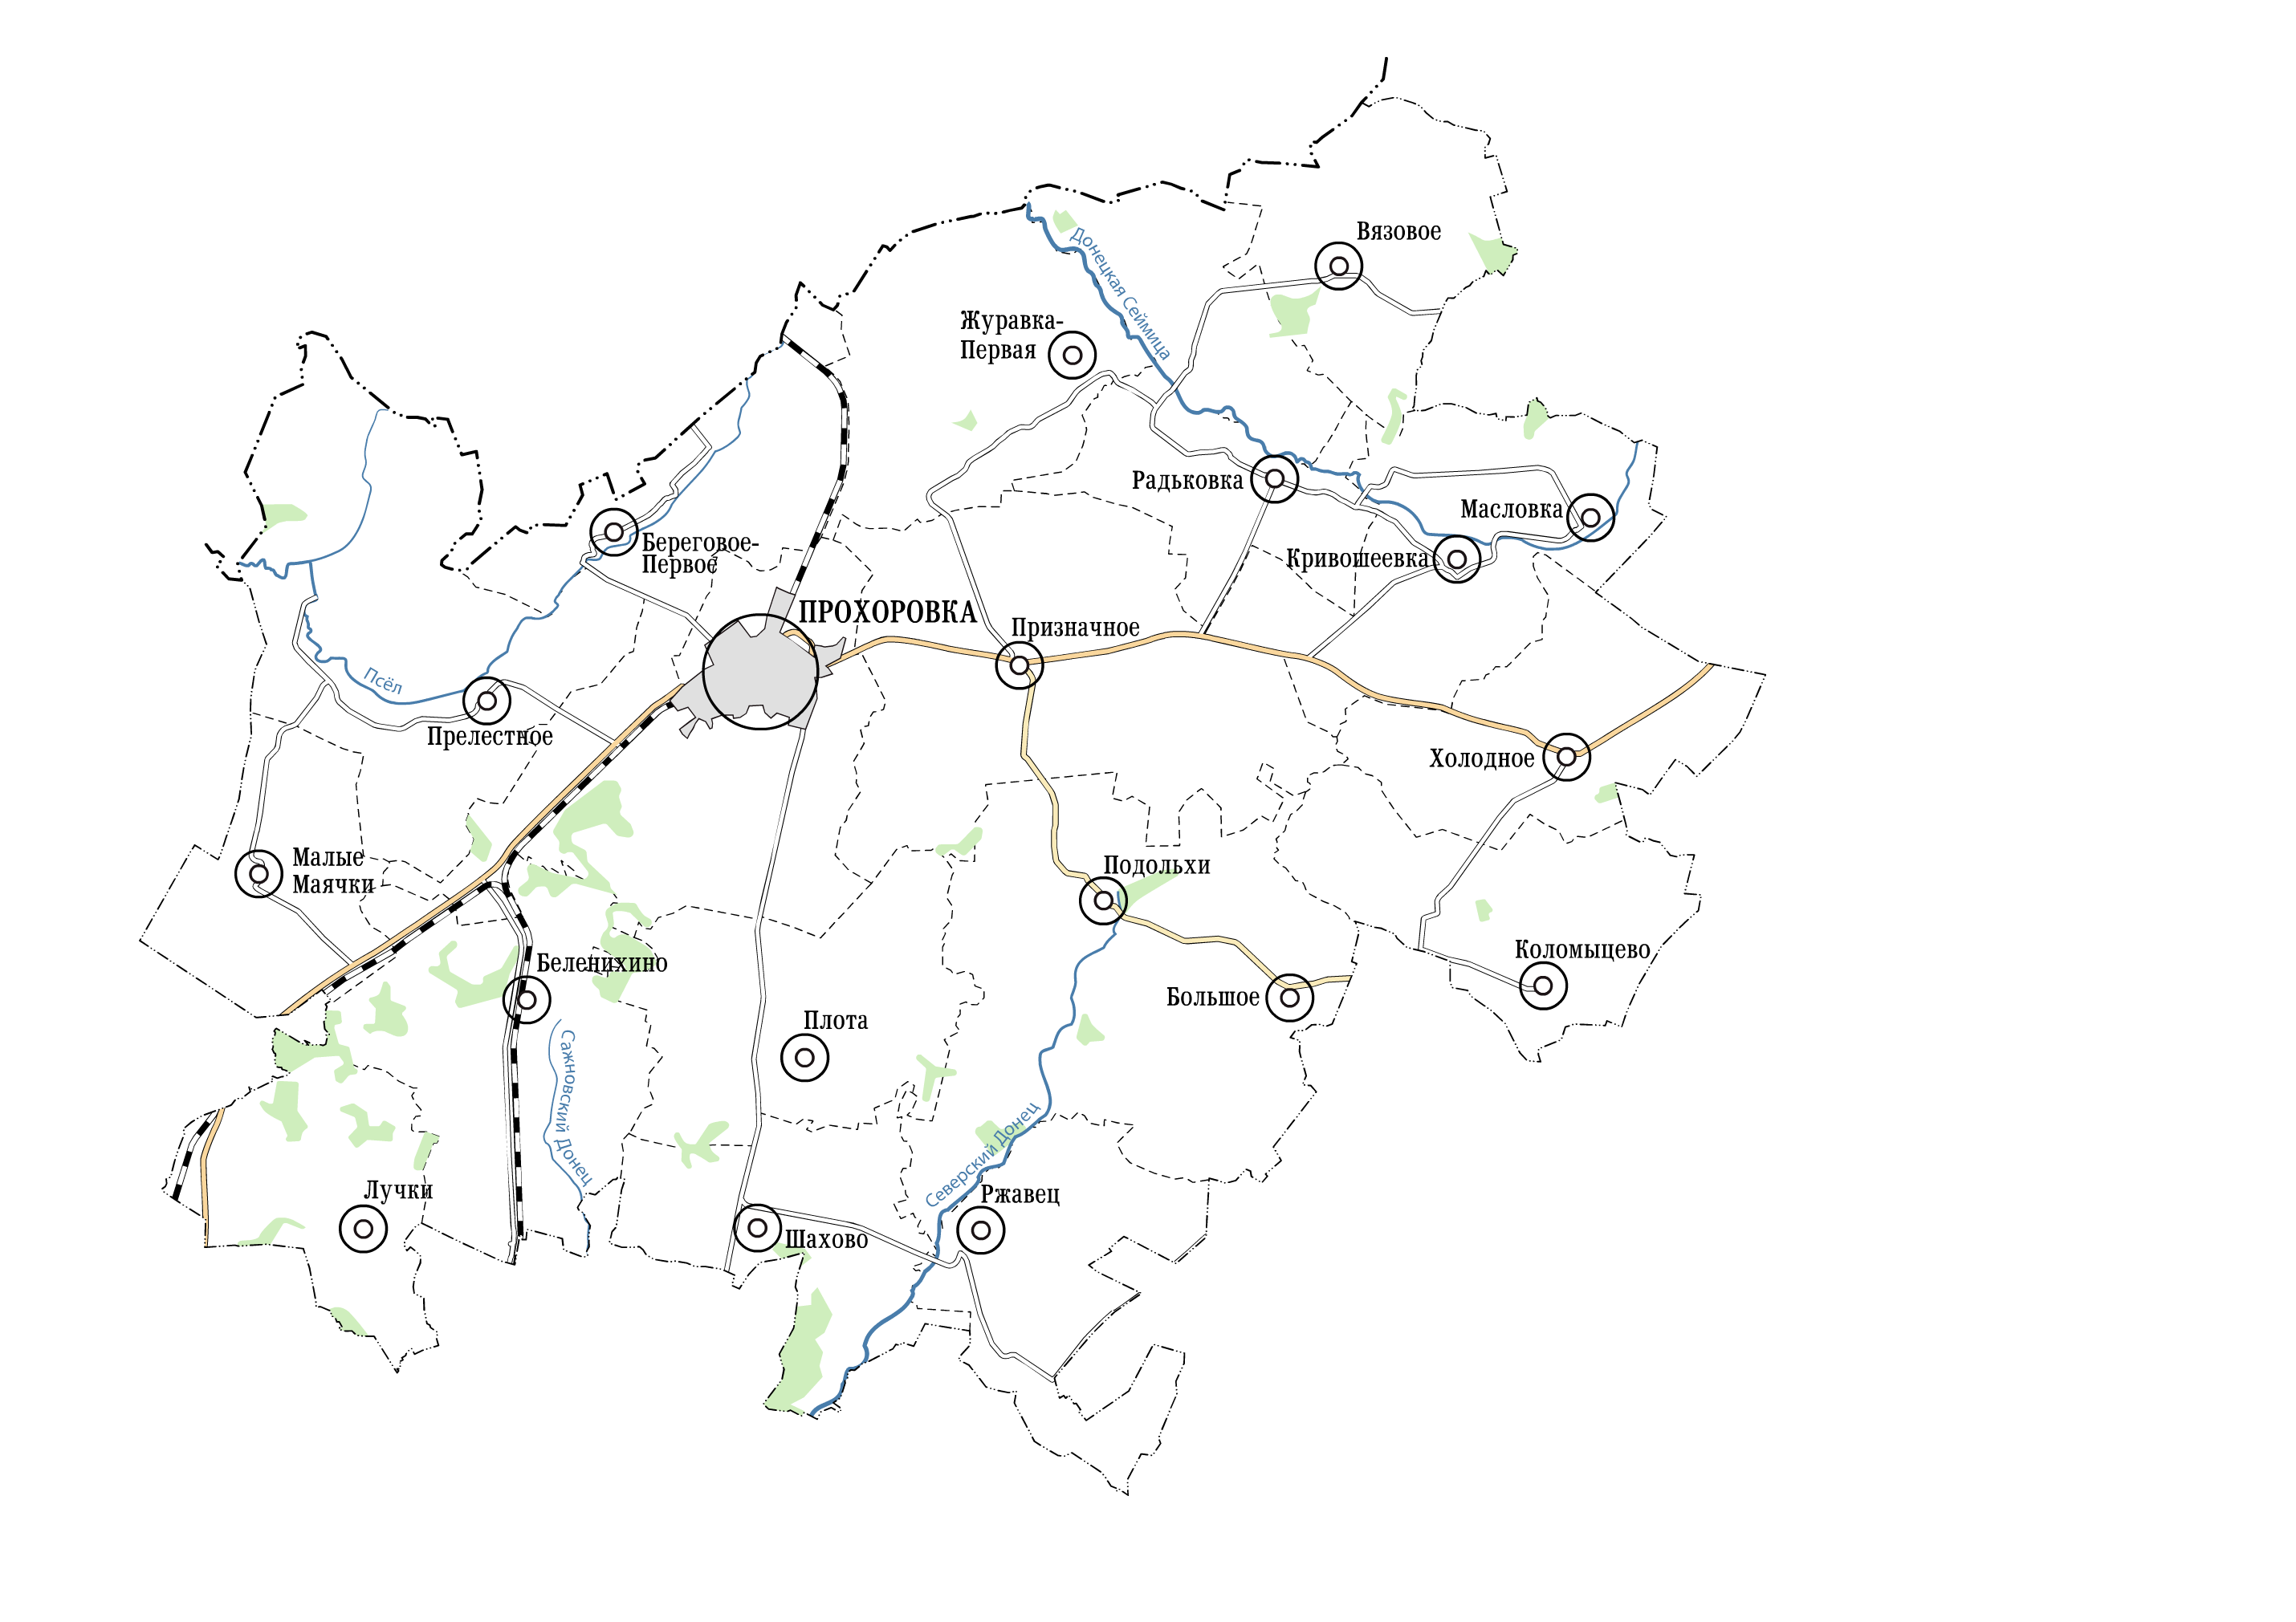 Вязовое
Донецкая Сеймица
Журавка-
Первая
Радьковка
Масловка
Береговое-
Первое
Кривошеевка
ПРОХОРОВКА
Призначное
Псёл
Прелестное
Холодное
Малые
Маячки
Подольхи
Беленихино
Коломыцево
Большое
Плота
Сажновский Донец
Северский Донец
Лучки
Ржавец
Шахово